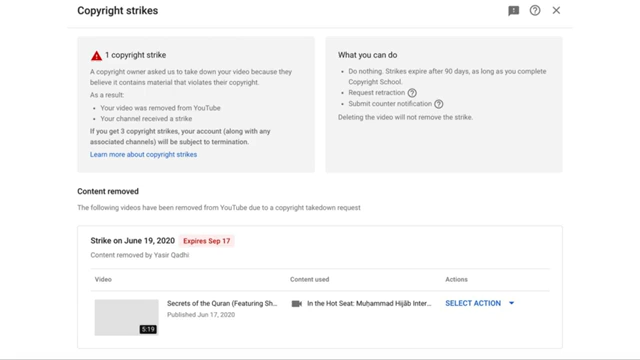 Copyright strikes
1 copyright strike
A copyright owner asked us to take down your video because they
believe it contains material that violates their copyright.
As a result:
• Your video was removed from YouTube
• Your channel received a strike
If you get 3 copyright strikes, your account (along with any
associated channels) will be subject to termination.
Learn more about copyright strikes
What you can do
• Do nothing. Strikes expire after 90 days, as long as you complete
Copyright School.
• Request retraction
• Submit counter notification
Deleting the video will not remove the strike.
Content removed
The following videos have been removed from YouTube due to a copyright takedown request
Strike on June 19, 2020 Expires Sep 17
Content removed by Yasir Qadhi
Video Content used Actions
Secrets of the Quran (Featuring Sh... In the Hot Seat: Muḥammad Hijāb Inter... SELECT ACTION
Published Jun 17, 2020
5:19